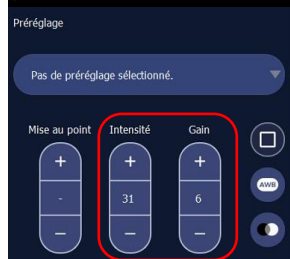 Préréglage
Pas de préréglage sélectionné.
Mise au point Intensité Gain
+ + +
- 31 6
– – –
AWB